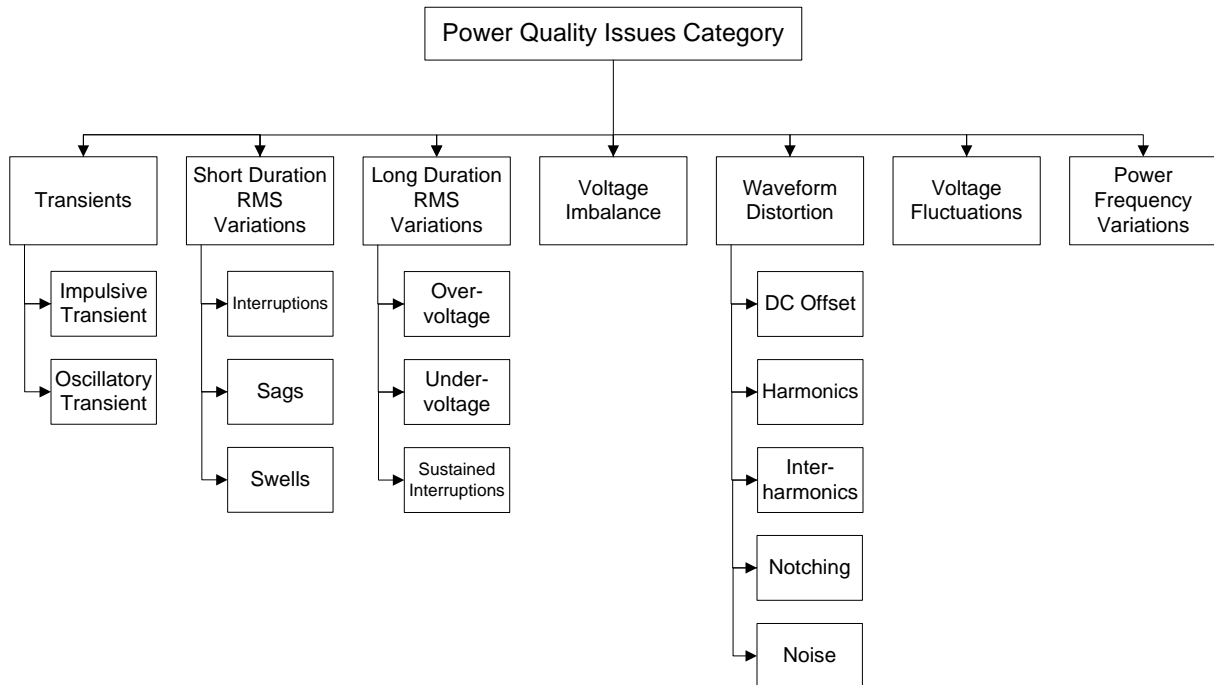 Power Quality Issues Category
Transients
Short Duration
RMS
Variations
Long Duration
RMS
Variations
Voltage
Imbalance
Waveform
Distortion
Voltage
Fluctuations
Power
Frequency
Variations
Impulsive
Transient
Oscillatory
Transient
Interruptions
Sags
Swells
Over-
voltage
Under-
voltage
Sustained
Interruptions
DC Offset
Harmonics
Inter-
harmonics
Notching
Noise